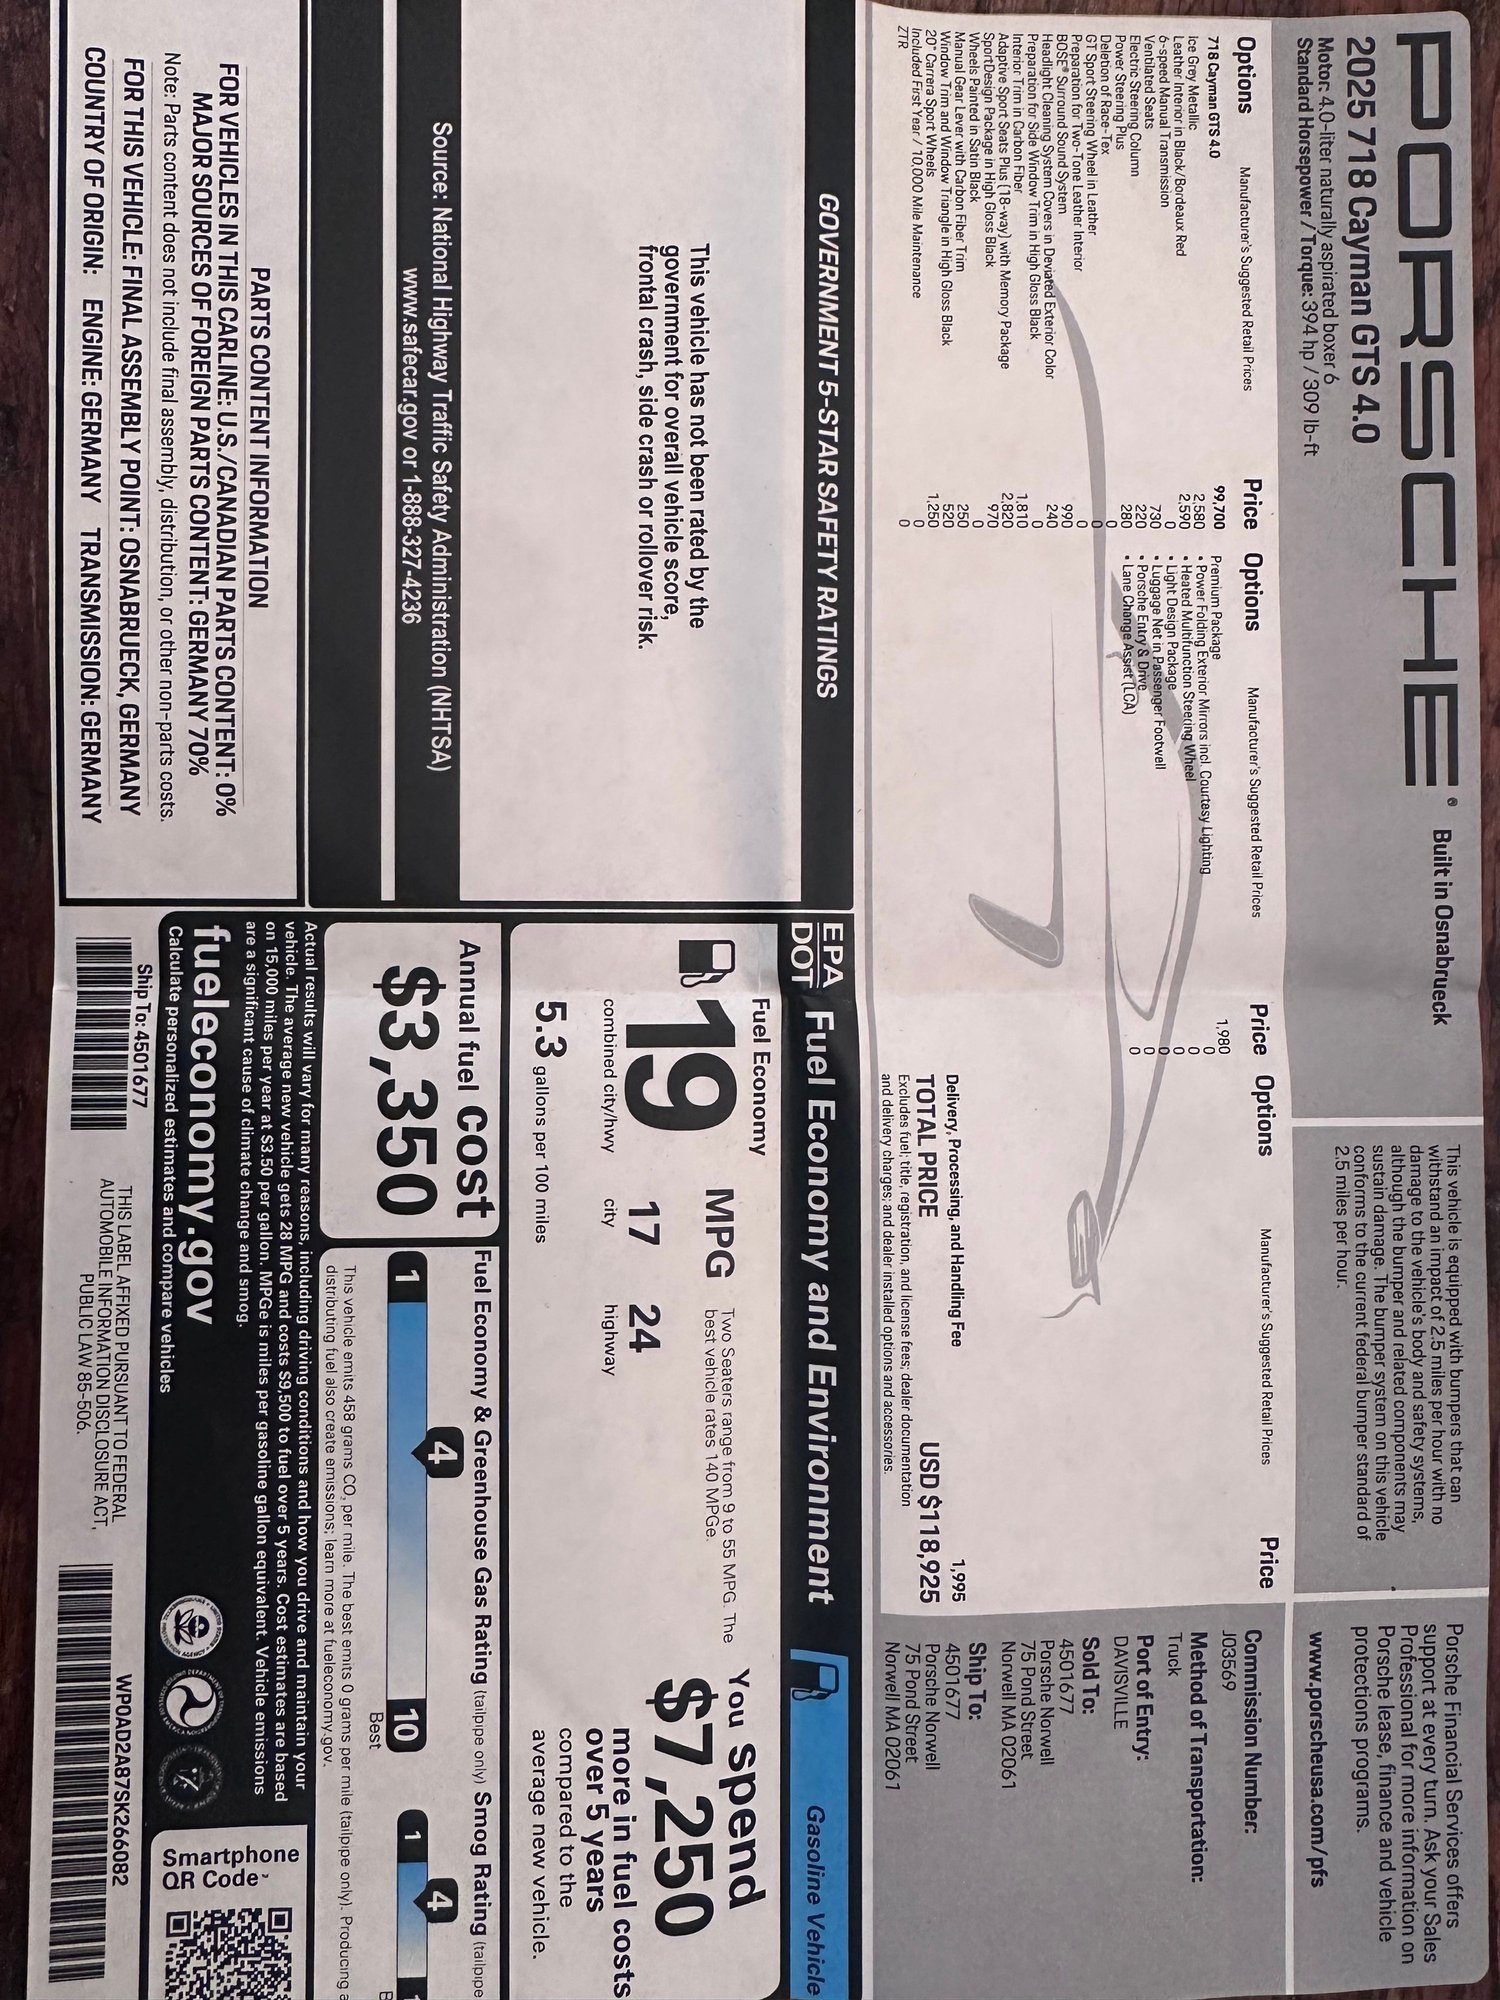 PORSCHE®
Built in Osnabrueck
2025 718 Cayman GTS 4.0
Motor: 4.0-liter naturally aspirated boxer 6
Standard Horsepower / Torque: 394 hp / 309 lb-ft
This vehicle is equipped with bumpers that can
withstand an impact of 2.5 miles per hour with no
damage to the vehicle's body and safety systems,
although the bumper and related components may
sustain damage. The bumper system on this vehicle
conforms to the current federal bumper standard of
2.5 miles per hour.
Porsche Financial Services offers
support at every turn. Ask your Sales
Professional for more information on
Porsche lease, finance and vehicle
protections programs.
www.porscheusa.com/pfs
Options Manufacturer's Suggested Retail Prices Price
718 Cayman GTS 4.0 99,700
Ice Grey Metallic 2,580
Leather Interior in Black/Bordeaux Red 2,590
6-speed Manual Transmission 0
Ventilated Seats 730
Electric Steering Column 220
Power Steering Plus 280
Deletion of Race-Tex 0
GT Sport Steering Wheel in Leather 0
Preparation for Two-Tone Leather Interior 0
BOSE® Surround Sound System 990
Headlight Cleaning System Covers in Deviated Exterior Color 240
Preparation for Side Window Trim in High Gloss Black 0
Interior Trim in Carbon Fiber 1,810
Adaptive Sport Seats Plus (18-way) with Memory Package 2,820
SportDesign Package in High Gloss Black 970
Wheels Painted in Satin Black 0
Manual Gear Lever with Carbon Fiber Trim 250
Window Trim and Window Triangle in High Gloss Black 520
20" Carrera Sport Wheels 1,250
Included First Year / 10,000 Mile Maintenance 0
ZTR 0
Options Manufacturer's Suggested Retail Prices Price
Premium Package 1,980
• Power Folding Exterior Mirrors incl. Courtesy Lighting 0
• Heated Multifunction Steering Wheel 0
• Light Design Package 0
• Luggage Net in Passenger Footwell 0
• Porsche Entry & Drive 0
• Lane Change Assist (LCA) 0
Options Manufacturer's Suggested Retail Prices Price
Delivery, Processing, and Handling Fee 1,995
TOTAL PRICE USD $118,925
Excludes fuel; title, registration, and license fees; dealer documentation
and delivery charges; and dealer installed options and accessories.
Commission Number:
J03569
Method of Transportation:
Truck
Port of Entry:
DAVISVILLE
Sold To:
4501677
Porsche Norwell
75 Pond Street
Norwell MA 02061
Ship To:
4501677
Porsche Norwell
75 Pond Street
Norwell MA 02061
GOVERNMENT 5-STAR SAFETY RATINGS
This vehicle has not been rated by the
government for overall vehicle score,
frontal crash, side crash or rollover risk.
Source: National Highway Traffic Safety Administration (NHTSA)
www.safecar.gov or 1-888-327-4236
PARTS CONTENT INFORMATION
FOR VEHICLES IN THIS CARLINE: U.S./CANADIAN PARTS CONTENT: 0%
MAJOR SOURCES OF FOREIGN PARTS CONTENT: GERMANY 70%
Note: Parts content does not include final assembly, distribution, or other non-parts costs.
FOR THIS VEHICLE: FINAL ASSEMBLY POINT: OSNABRUECK, GERMANY
COUNTRY OF ORIGIN: ENGINE: GERMANY TRANSMISSION: GERMANY
EPA
DOT
Fuel Economy and Environment
Gasoline Vehicle
Fuel Economy
19 MPG
combined city/hwy
17
city
24
highway
5.3 gallons per 100 miles
Two Seaters range from 9 to 55 MPG. The
best vehicle rates 140 MPGe.
You spend
$7,250
more in fuel costs
over 5 years
compared to the
average new vehicle.
Annual fuel cost
$3,350
Fuel Economy & Greenhouse Gas Rating (tailpipe only)
1
4
10
Best
Smog Rating (tailpipe
1
4
This vehicle emits 458 grams CO₂ per mile. The best emits 0 grams per mile (tailpipe only). Producing a
distributing fuel also create emissions; learn more at fueleconomy.gov.
Actual results will vary for many reasons, including driving conditions and how you drive and maintain your
vehicle. The average new vehicle gets 28 MPG and costs $9,500 to fuel over 5 years. Cost estimates are based
on 15,000 miles per year at $3.50 per gallon. MPGe is miles per gasoline gallon equivalent. Vehicle emissions
are a significant cause of climate change and smog.
fueleconomy.gov
Calculate personalized estimates and compare vehicles
Smartphone
QR Code™
Ship To: 4501677
THIS LABEL AFFIXED PURSUANT TO FEDERAL
AUTOMOBILE INFORMATION DISCLOSURE ACT,
PUBLIC LAW 85-506.
WP0AD2A87SK266082